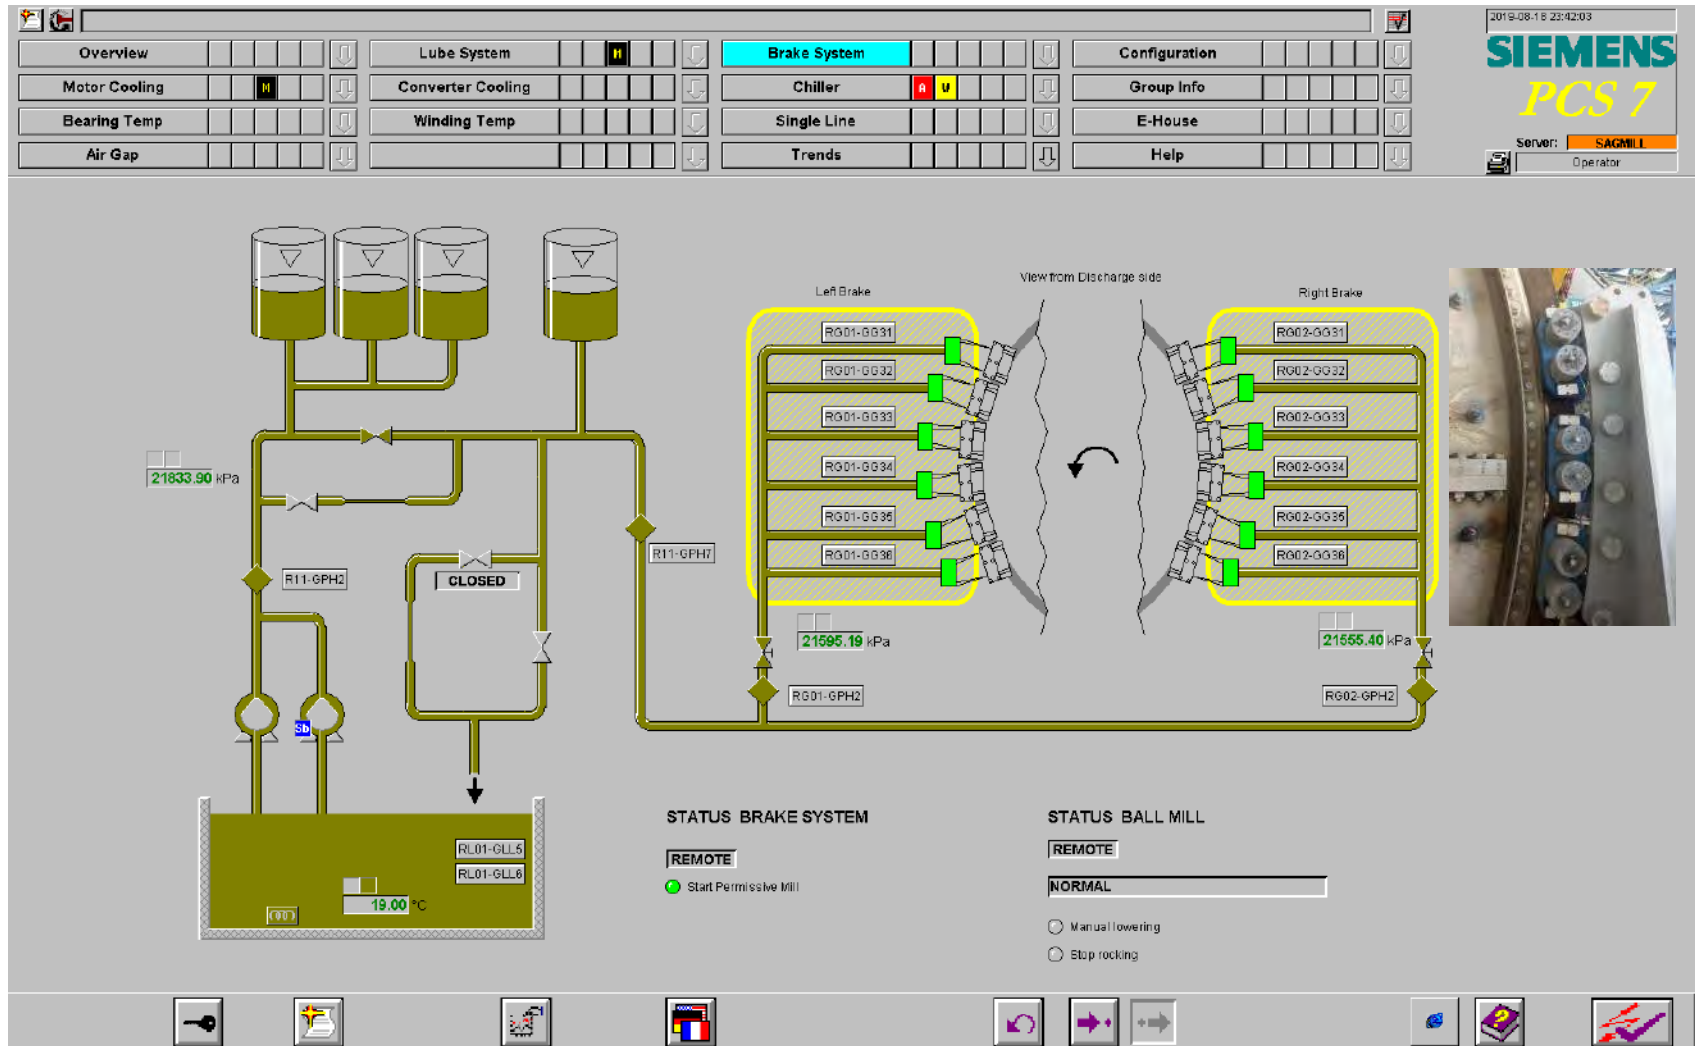 2019-08-18 23:42:03
Overview
Lube System
M
Brake System
Configuration
SIEMENS
Motor Cooling
M
Converter Cooling
Chiller
A
W
Group Info
PCS 7
Bearing Temp
Winding Temp
Single Line
E-House
Air Gap
Trends
Help
Server:
SAGMILL
Operator
View from Discharge side
Left Brake
Right Brake
RG01-GG31
RG02-GG31
RG01-GG32
RG02-GG32
RG01-GG33
RG02-GG33
RG01-GG34
RG02-GG34
21833.90 kPa
RG01-GG35
RG02-GG35
R11-GPH7
RG01-GG36
RG02-GG36
R11-GPH2
CLOSED
21595.19 kPa
21555.40 kPa
RG01-GPH2
RG02-GPH2
Sb
STATUS BRAKE SYSTEM
STATUS BALL MILL
RL01-GLL5
REMOTE
REMOTE
RL01-GLL6
Start Permissive Mill
NORMAL
19.00 °C
Manual lowering
Stop rocking